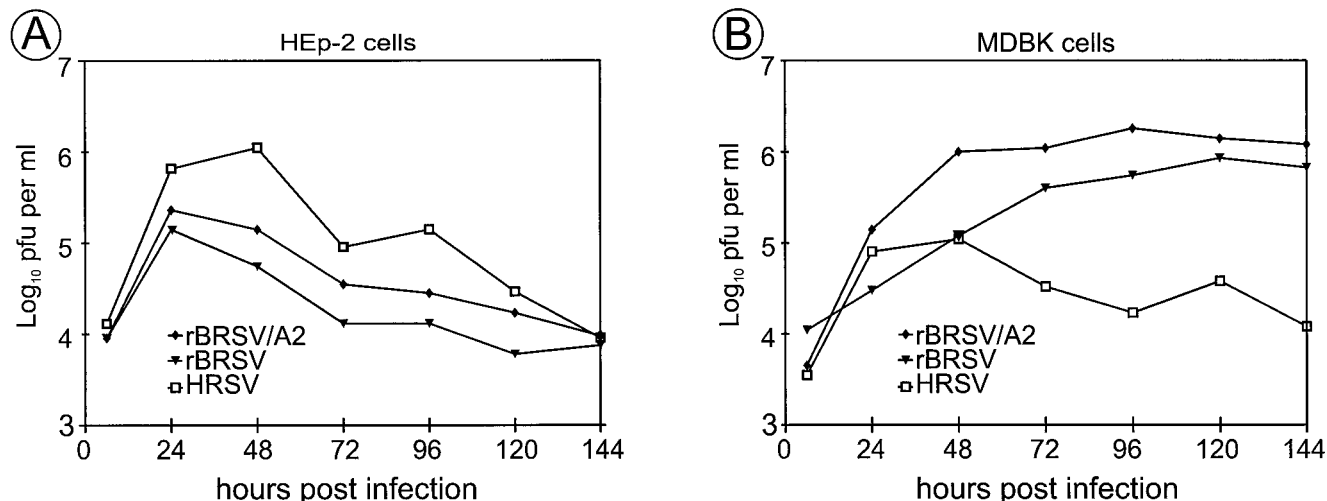 A
HEp-2 cells
7
6
5
4
3
Log₁₀ pfu per ml
rBRSV/A2
rBRSV
HRSV
0 24 48 72 96 120 144
hours post infection
B
MDBK cells
7
6
5
4
3
Log₁₀ pfu per ml
rBRSV/A2
rBRSV
HRSV
0 24 48 72 96 120 144
hours post infection